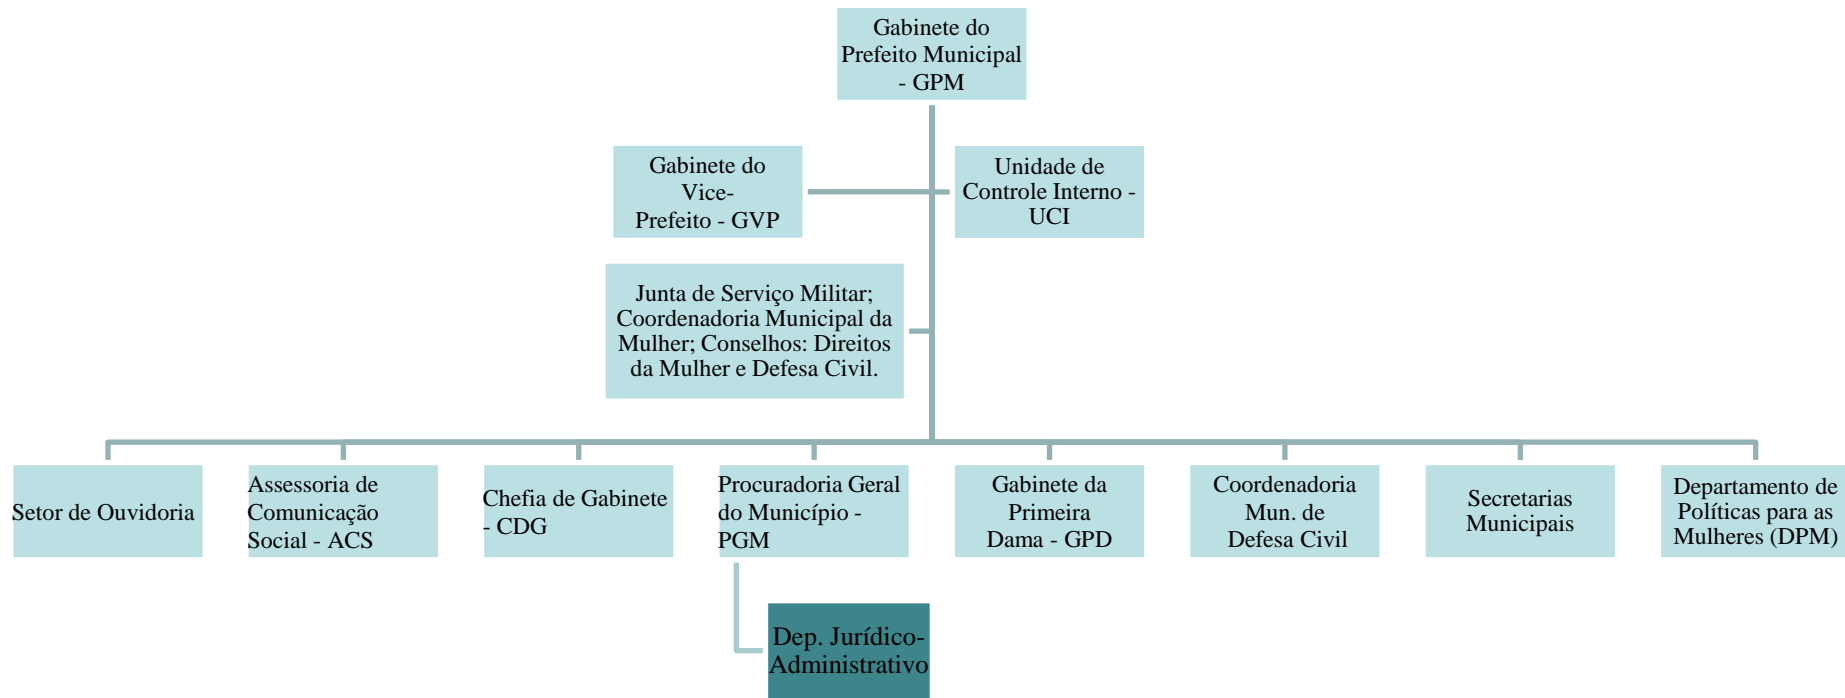 Gabinete do
Prefeito Municipal
- GPM
Gabinete do
Vice-
Prefeito - GVP
Unidade de
Controle Interno -
UCI
Junta de Serviço Militar;
Coordenadoria Municipal da
Mulher; Conselhos: Direitos
da Mulher e Defesa Civil.
Setor de Ouvidoria
Assessoria de
Comunicação
Social - ACS
Chefia de Gabinete
- CDG
Procuradoria Geral
do Município -
PGM
Gabinete da
Primeira
Dama - GPD
Coordenadoria
Mun. de
Defesa Civil
Secretarias
Municipais
Departamento de
Políticas para as
Mulheres (DPM)
Dep. Jurídico-
Administrativo